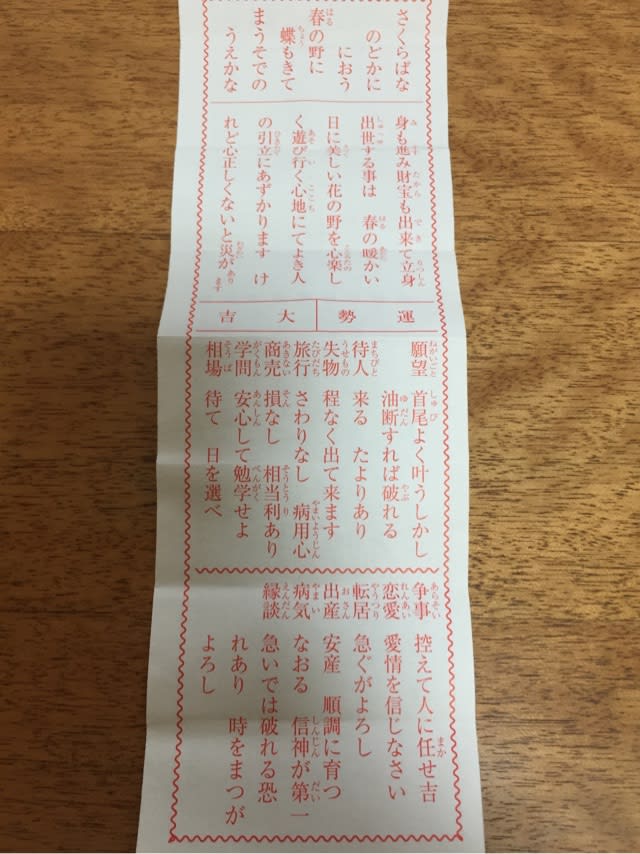 さくらばな
のどかに
におう
春の野に
蝶もきて
まうそでの
うえかな
身も進み財宝も出来て立身
出世する事は　春の暖かい
日に美しい花の野を心楽し
く遊び行く心地にてよき人
の引立にあずかります　け
れど心正しくないと災があります
運勢　大吉
願望　首尾よく叶うしかし
油断すれば破れる
待人　来る　たよりあり
失物　程なく出て来ます
旅行　さわりなし　病用心
商売　損なし　相当利あり
学問　安心して勉学せよ
相場　待て　日を選べ
争事　控えて人に任せ吉
恋愛　愛情を信じなさい
転居　急ぐがよろし
出産　安産　順調に育つ
病気　なおる　信神が第一
縁談　急いでは破れる恐
れあり　時をまつが
よろし